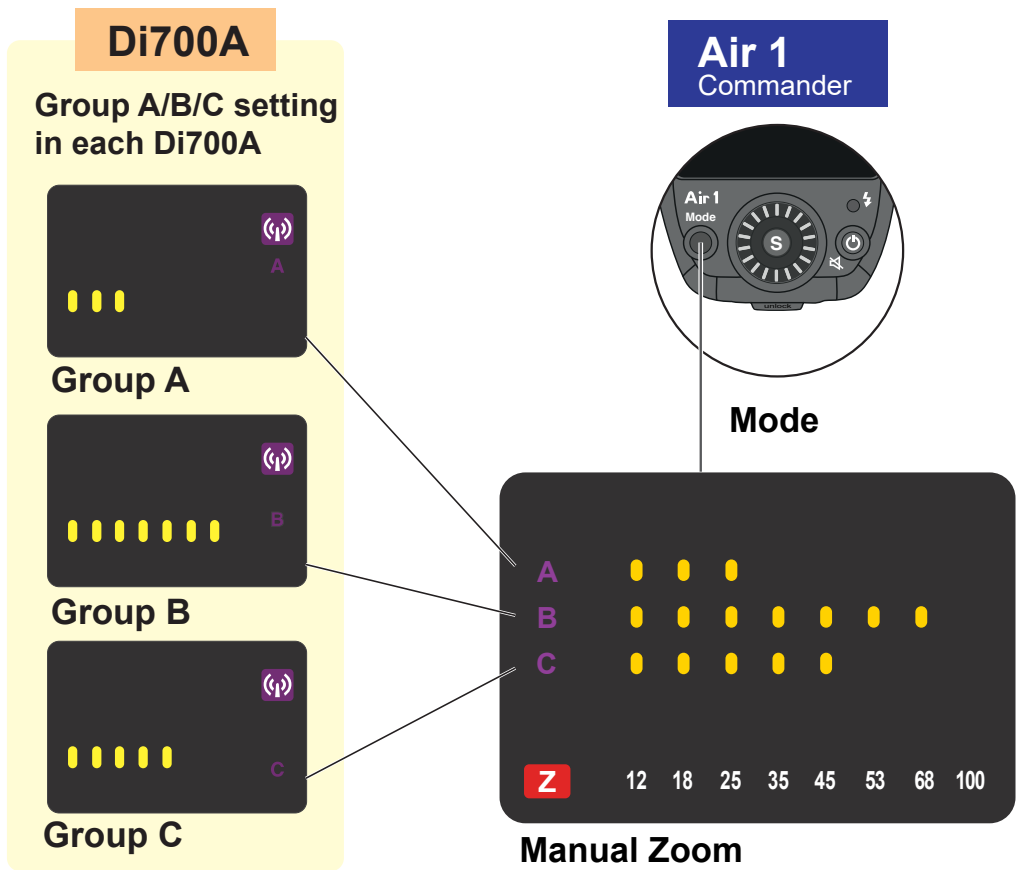 Di700A
Group A/B/C setting
in each Di700A
A
Group A
B
Group B
C
Group C
Air 1
Commander
Air 1
Mode
S
unlock
Mode
A
B
C
Z 12 18 25 35 45 53 68 100
Manual Zoom